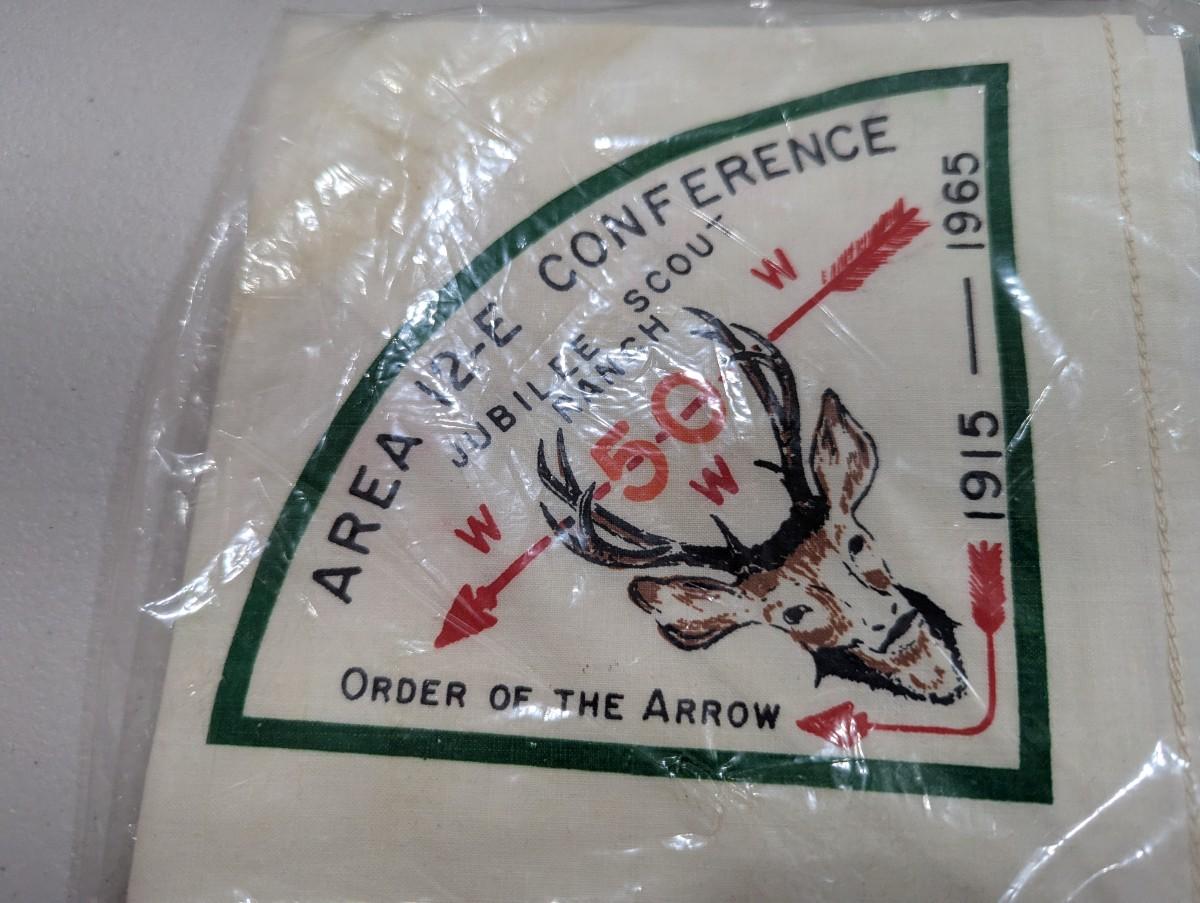 AREA 12-E CONFERENCE
JUBILEE SCOUT
RANCH
W W W
50
ORDER OF THE ARROW
1915 — 1965